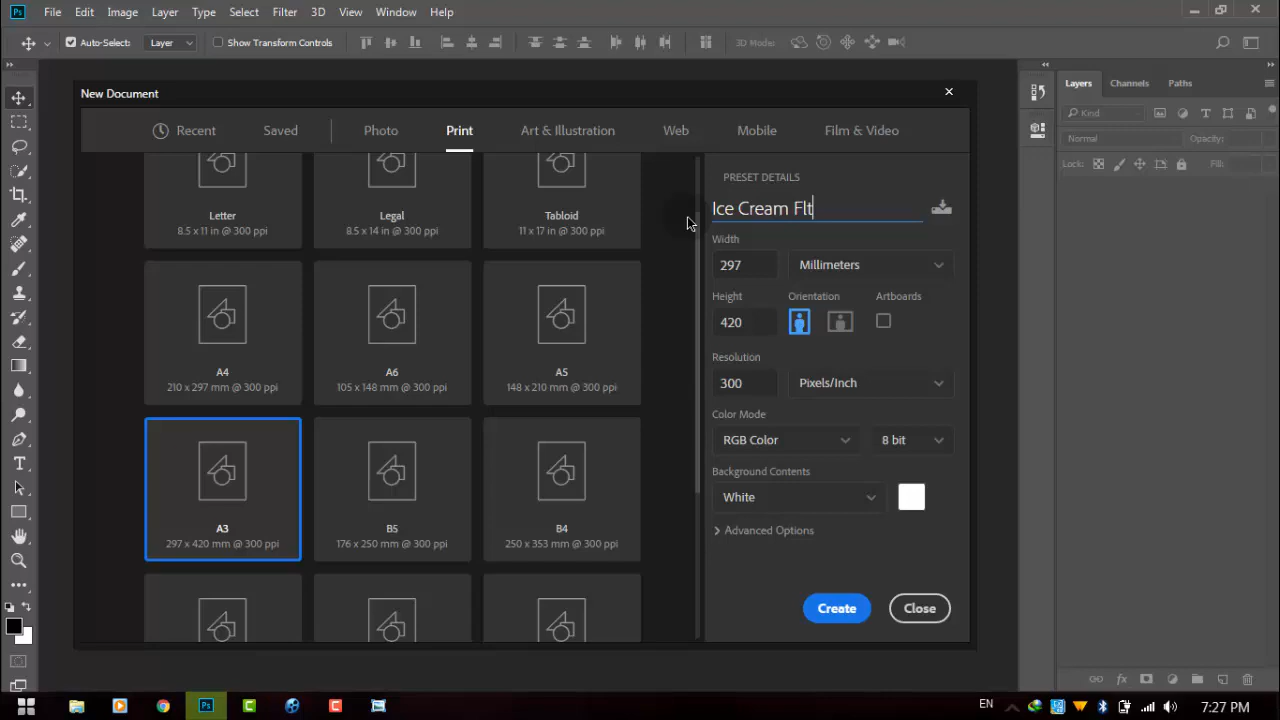 Ps File Edit Image Layer Type Select Filter 3D View Window Help
Auto-Select: Layer Show Transform Controls 3D Mode:
New Document
Recent Saved Photo Print Art & Illustration Web Mobile Film & Video
Letter
8.5 x 11 in @ 300 ppi
Legal
8.5 x 14 in @ 300 ppi
Tabloid
11 x 17 in @ 300 ppi
A4
210 x 297 mm @ 300 ppi
A6
105 x 148 mm @ 300 ppi
A5
148 x 210 mm @ 300 ppi
A3
297 x 420 mm @ 300 ppi
B5
176 x 250 mm @ 300 ppi
B4
250 x 353 mm @ 300 ppi
PRESET DETAILS
Ice Cream Flt
Width
297 Millimeters
Height Orientation Artboards
420
Resolution
300 Pixels/Inch
Color Mode
RGB Color 8 bit
Background Contents
White
Advanced Options
Create Close
Layers Channels Paths
Kind
Normal Opacity:
Lock: Fill:
Ps EN 7:27 PM